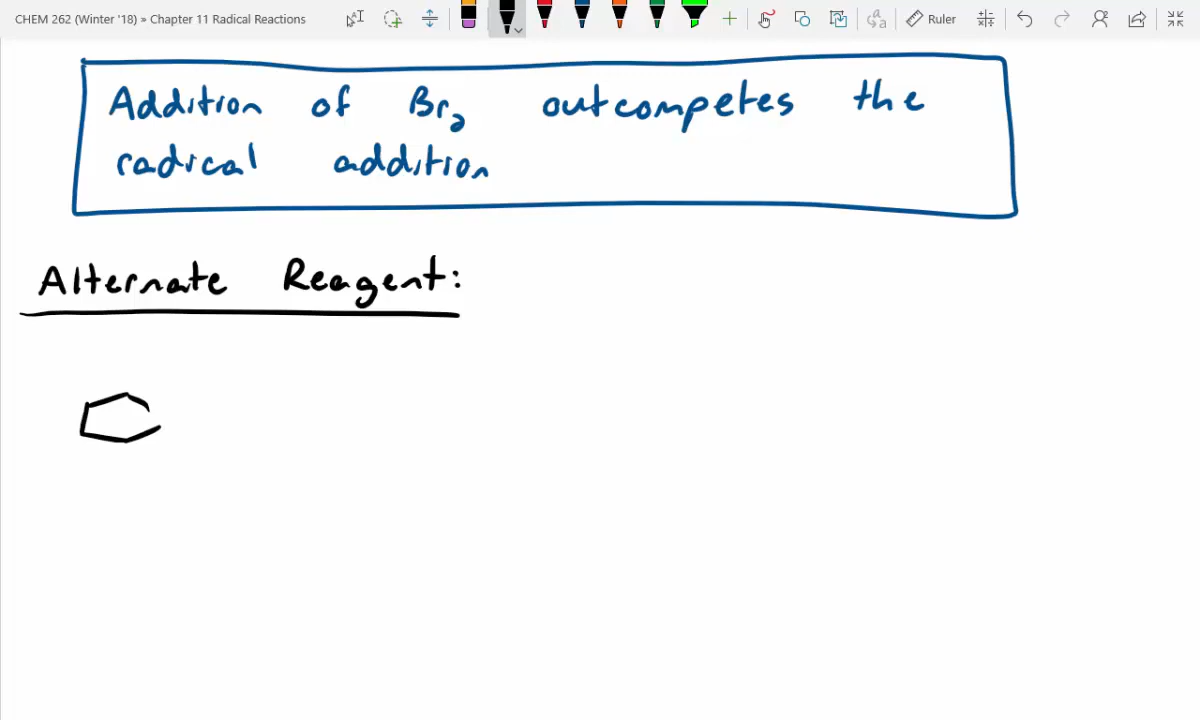 CHEM 262 (Winter '18) » Chapter 11 Radical Reactions
Ruler
Addition of Br₂ outcompetes the
radical addition
Alternate Reagent: